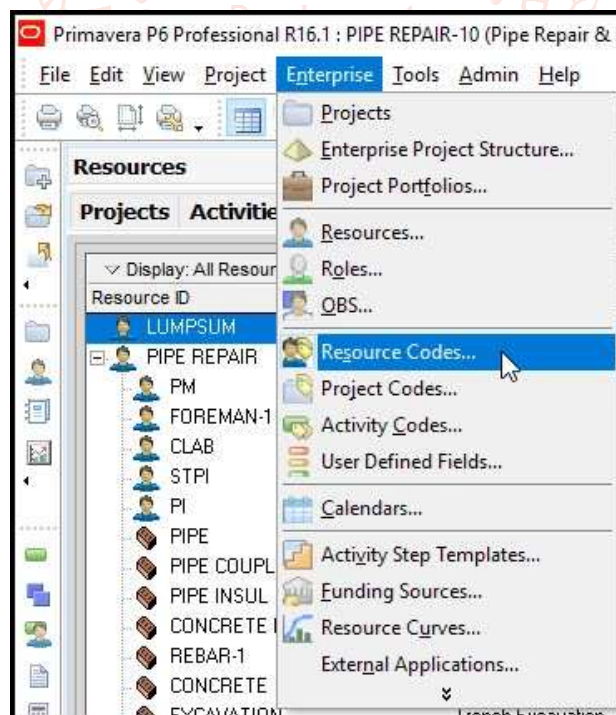 Primavera P6 Professional R16.1 : PIPE REPAIR-10 (Pipe Repair &
File Edit View Project Enterprise Tools Admin Help
Projects
Enterprise Project Structure...
Project Portfolios...
Resources...
Roles...
OBS...
Resource Codes...
Project Codes...
Activity Codes...
User Defined Fields...
Calendars...
Activity Step Templates...
Funding Sources...
Resource Curves...
External Applications...
Resources
Projects Activitie
Display: All Resour
Resource ID
LUMPSUM
PIPE REPAIR
PM
FOREMAN-1
CLAB
STPI
PI
PIPE
PIPE COUPL
PIPE INSUL
CONCRETE
REBAR-1
CONCRETE
EXCAVATION
Trench Excavation